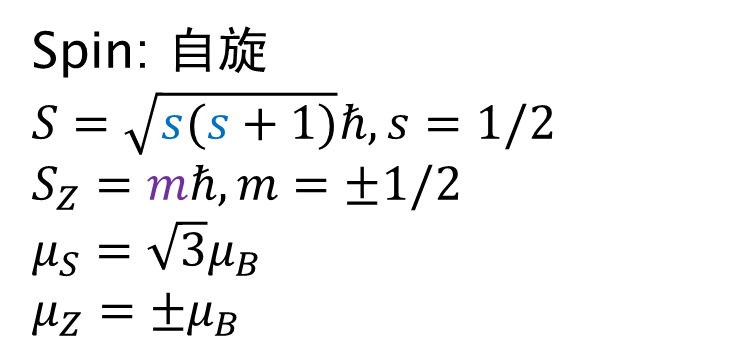 Spin: 自旋
S = √s(s + 1)ℏ, s = 1/2
S_Z = mℏ, m = ±1/2
μ_S = √3μ_B
μ_Z = ±μ_B